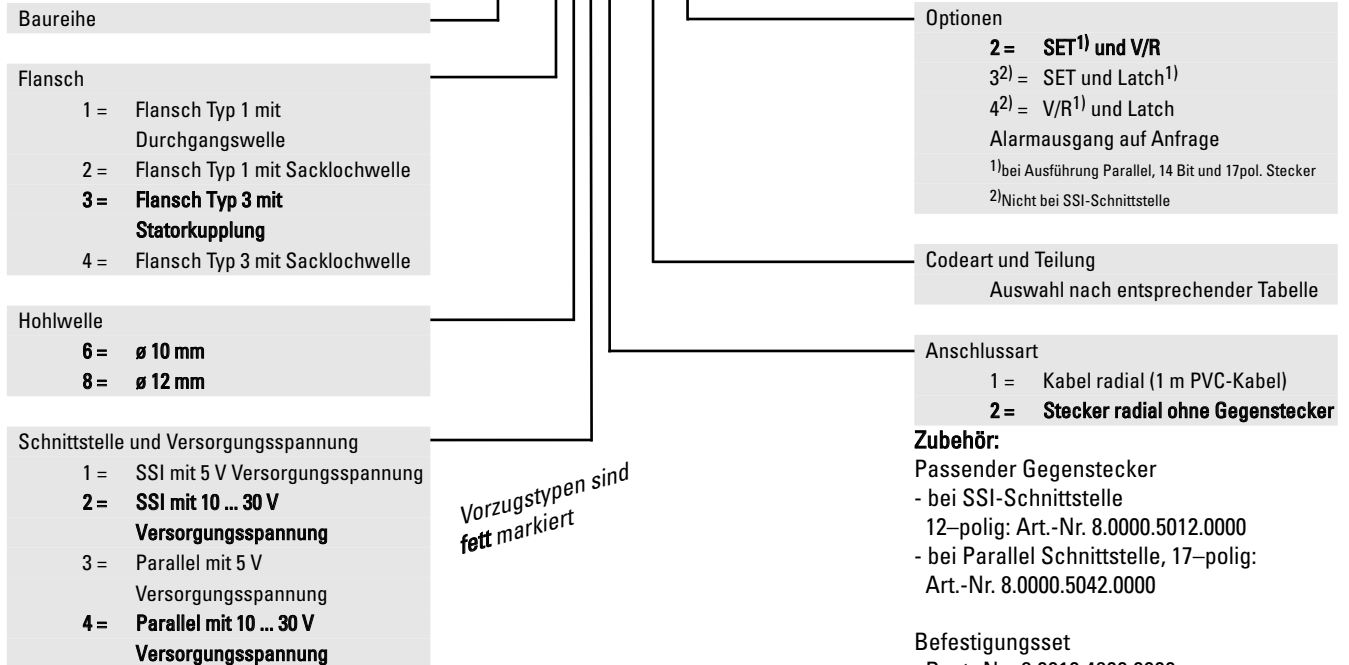 Baureihe
Flansch
1 = Flansch Typ 1 mit
Durchgangswelle
2 = Flansch Typ 1 mit Sacklochwelle
3 = Flansch Typ 3 mit
Statorkupplung
4 = Flansch Typ 3 mit Sacklochwelle
Hohlwelle
6 = ø 10 mm
8 = ø 12 mm
Schnittstelle und Versorgungsspannung
1 = SSI mit 5 V Versorgungsspannung
2 = SSI mit 10 ... 30 V
Versorgungsspannung
3 = Parallel mit 5 V
Versorgungsspannung
4 = Parallel mit 10 ... 30 V
Versorgungsspannung
Vorzugstypen sind
fett markiert
Optionen
2 = SET1) und V/R
32) = SET und Latch1)
42) = V/R1) und Latch
Alarmausgang auf Anfrage
1)bei Ausführung Parallel, 14 Bit und 17pol. Stecker
2)Nicht bei SSI-Schnittstelle
Codeart und Teilung
Auswahl nach entsprechender Tabelle
Anschlussart
1 = Kabel radial (1 m PVC-Kabel)
2 = Stecker radial ohne Gegenstecker
Zubehör:
Passender Gegenstecker
- bei SSI-Schnittstelle
12–polig: Art.-Nr. 8.0000.5012.0000
- bei Parallel Schnittstelle, 17–polig:
Art.-Nr. 8.0000.5042.0000
Befestigungsset